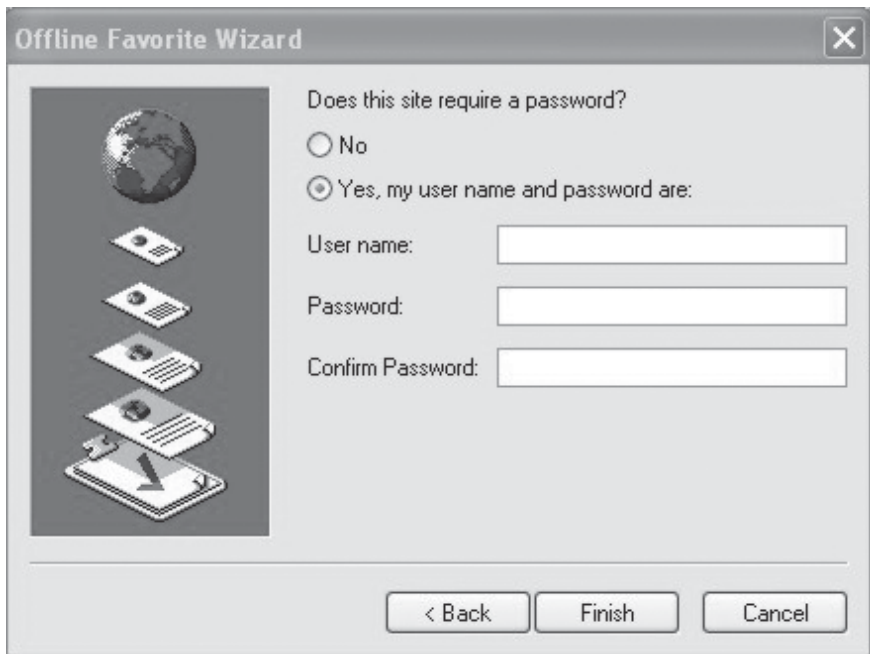 Offline Favorite Wizard
Does this site require a password?
No
Yes, my user name and password are:
User name:
Password:
Confirm Password:
< Back
Finish
Cancel